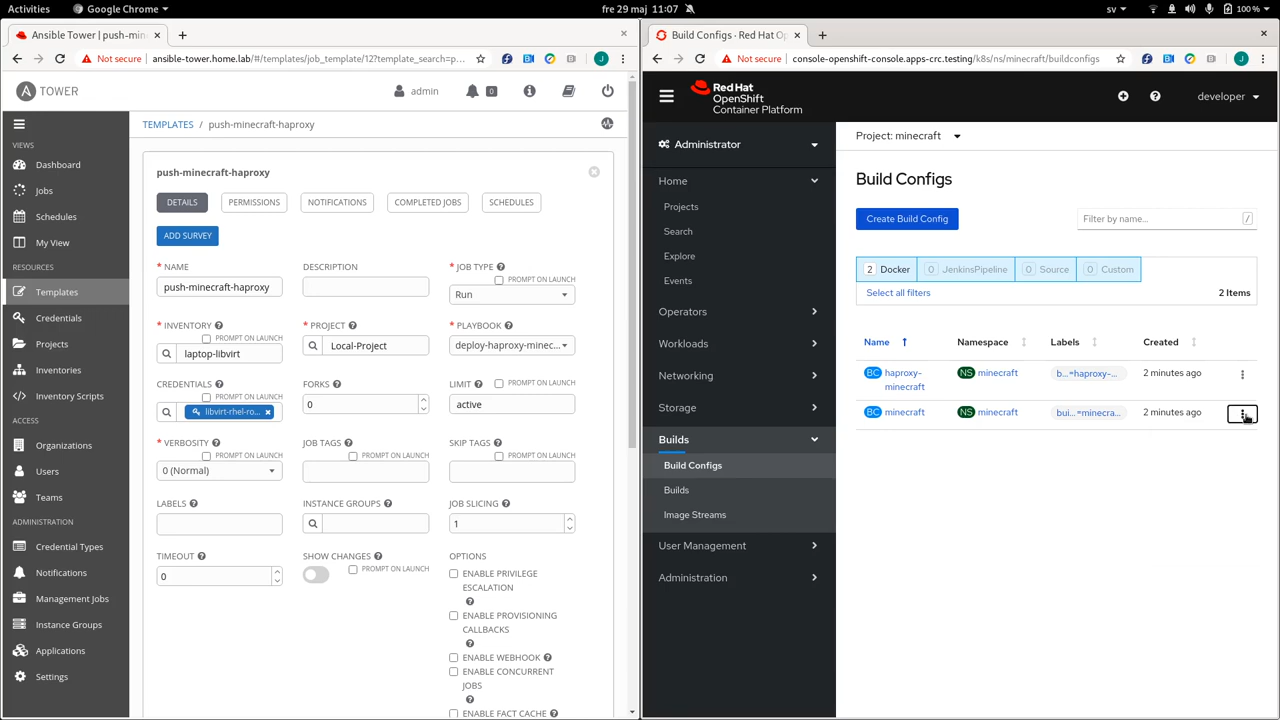 Activities
Google Chrome
fre 29 maj 11:07
sv
100 %
Ansible Tower | push-min
Not secure
ansible-tower.home.lab/#/templates/job_template/12?template_search=p...
J
A TOWER
admin
0
VIEWS
Dashboard
Jobs
Schedules
My View
RESOURCES
Templates
Credentials
Projects
Inventories
Inventory Scripts
ACCESS
Organizations
Users
Teams
ADMINISTRATION
Credential Types
Notifications
Management Jobs
Instance Groups
Applications
Settings
TEMPLATES / push-minecraft-haproxy
push-minecraft-haproxy
DETAILS
PERMISSIONS
NOTIFICATIONS
COMPLETED JOBS
SCHEDULES
ADD SURVEY
* NAME
push-minecraft-haproxy
DESCRIPTION
* JOB TYPE
PROMPT ON LAUNCH
Run
* INVENTORY
PROMPT ON LAUNCH
laptop-libvirt
* PROJECT
Local-Project
* PLAYBOOK
deploy-haproxy-minec...
CREDENTIALS
PROMPT ON LAUNCH
libvirt-rhel-ro...
FORKS
0
LIMIT
PROMPT ON LAUNCH
active
* VERBOSITY
PROMPT ON LAUNCH
0 (Normal)
JOB TAGS
PROMPT ON LAUNCH
SKIP TAGS
PROMPT ON LAUNCH
LABELS
INSTANCE GROUPS
JOB SLICING
1
TIMEOUT
0
SHOW CHANGES
PROMPT ON LAUNCH
OPTIONS
ENABLE PRIVILEGE
ESCALATION
ENABLE PROVISIONING
CALLBACKS
ENABLE WEBHOOK
ENABLE CONCURRENT
JOBS
ENABLE FACT CACHE
Build Configs · Red Hat Op
Not secure
console-openshift-console.apps-crc.testing/k8s/ns/minecraft/buildconfigs
J
Red Hat
OpenShift
Container Platform
developer
Administrator
Home
Projects
Search
Explore
Events
Operators
Workloads
Networking
Storage
Builds
Build Configs
Builds
Image Streams
User Management
Administration
Project: minecraft
Build Configs
Create Build Config
Filter by name...
/
2 Docker
0 JenkinsPipeline
0 Source
0 Custom
Select all filters
2 Items
Name
Namespace
Labels
Created
BC haproxy-
minecraft
NS minecraft
b...=haproxy-...
2 minutes ago
BC minecraft
NS minecraft
bui...=minecra...
2 minutes ago